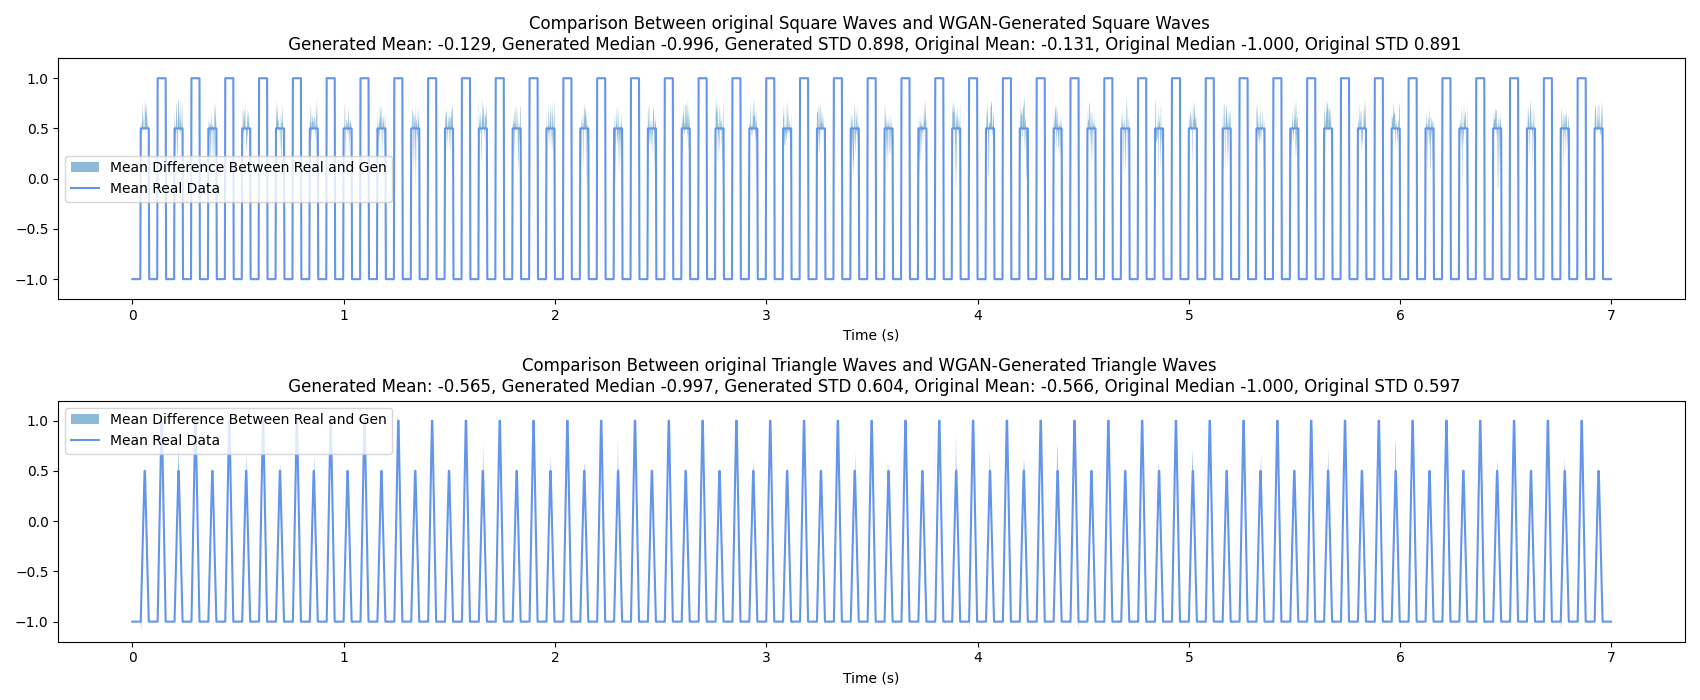 Comparison Between original Square Waves and WGAN-Generated Square Waves
Generated Mean: -0.129, Generated Median -0.996, Generated STD 0.898, Original Mean: -0.131, Original Median -1.000, Original STD 0.891
1.0
0.5
0.0
−0.5
−1.0
Mean Difference Between Real and Gen
Mean Real Data
0 1 2 3 4 5 6 7
Time (s)
Comparison Between original Triangle Waves and WGAN-Generated Triangle Waves
Generated Mean: -0.565, Generated Median -0.997, Generated STD 0.604, Original Mean: -0.566, Original Median -1.000, Original STD 0.597
1.0
0.5
0.0
−0.5
−1.0
Mean Difference Between Real and Gen
Mean Real Data
0 1 2 3 4 5 6 7
Time (s)